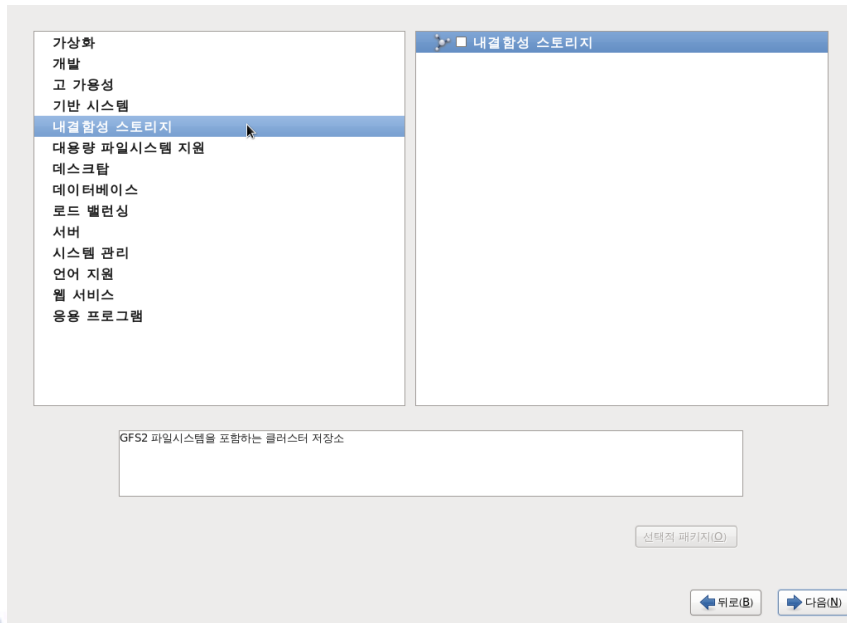 가상화
개발
고 가용성
기반 시스템
내결함성 스토리지
대용량 파일시스템 지원
데스크탑
데이터베이스
로드 밸런싱
서버
시스템 관리
언어 지원
웹 서비스
응용 프로그램
내결함성 스토리지
GFS2 파일시스템을 포함하는 클러스터 저장소
선택적 패키지(O)
뒤로(B)
다음(N)